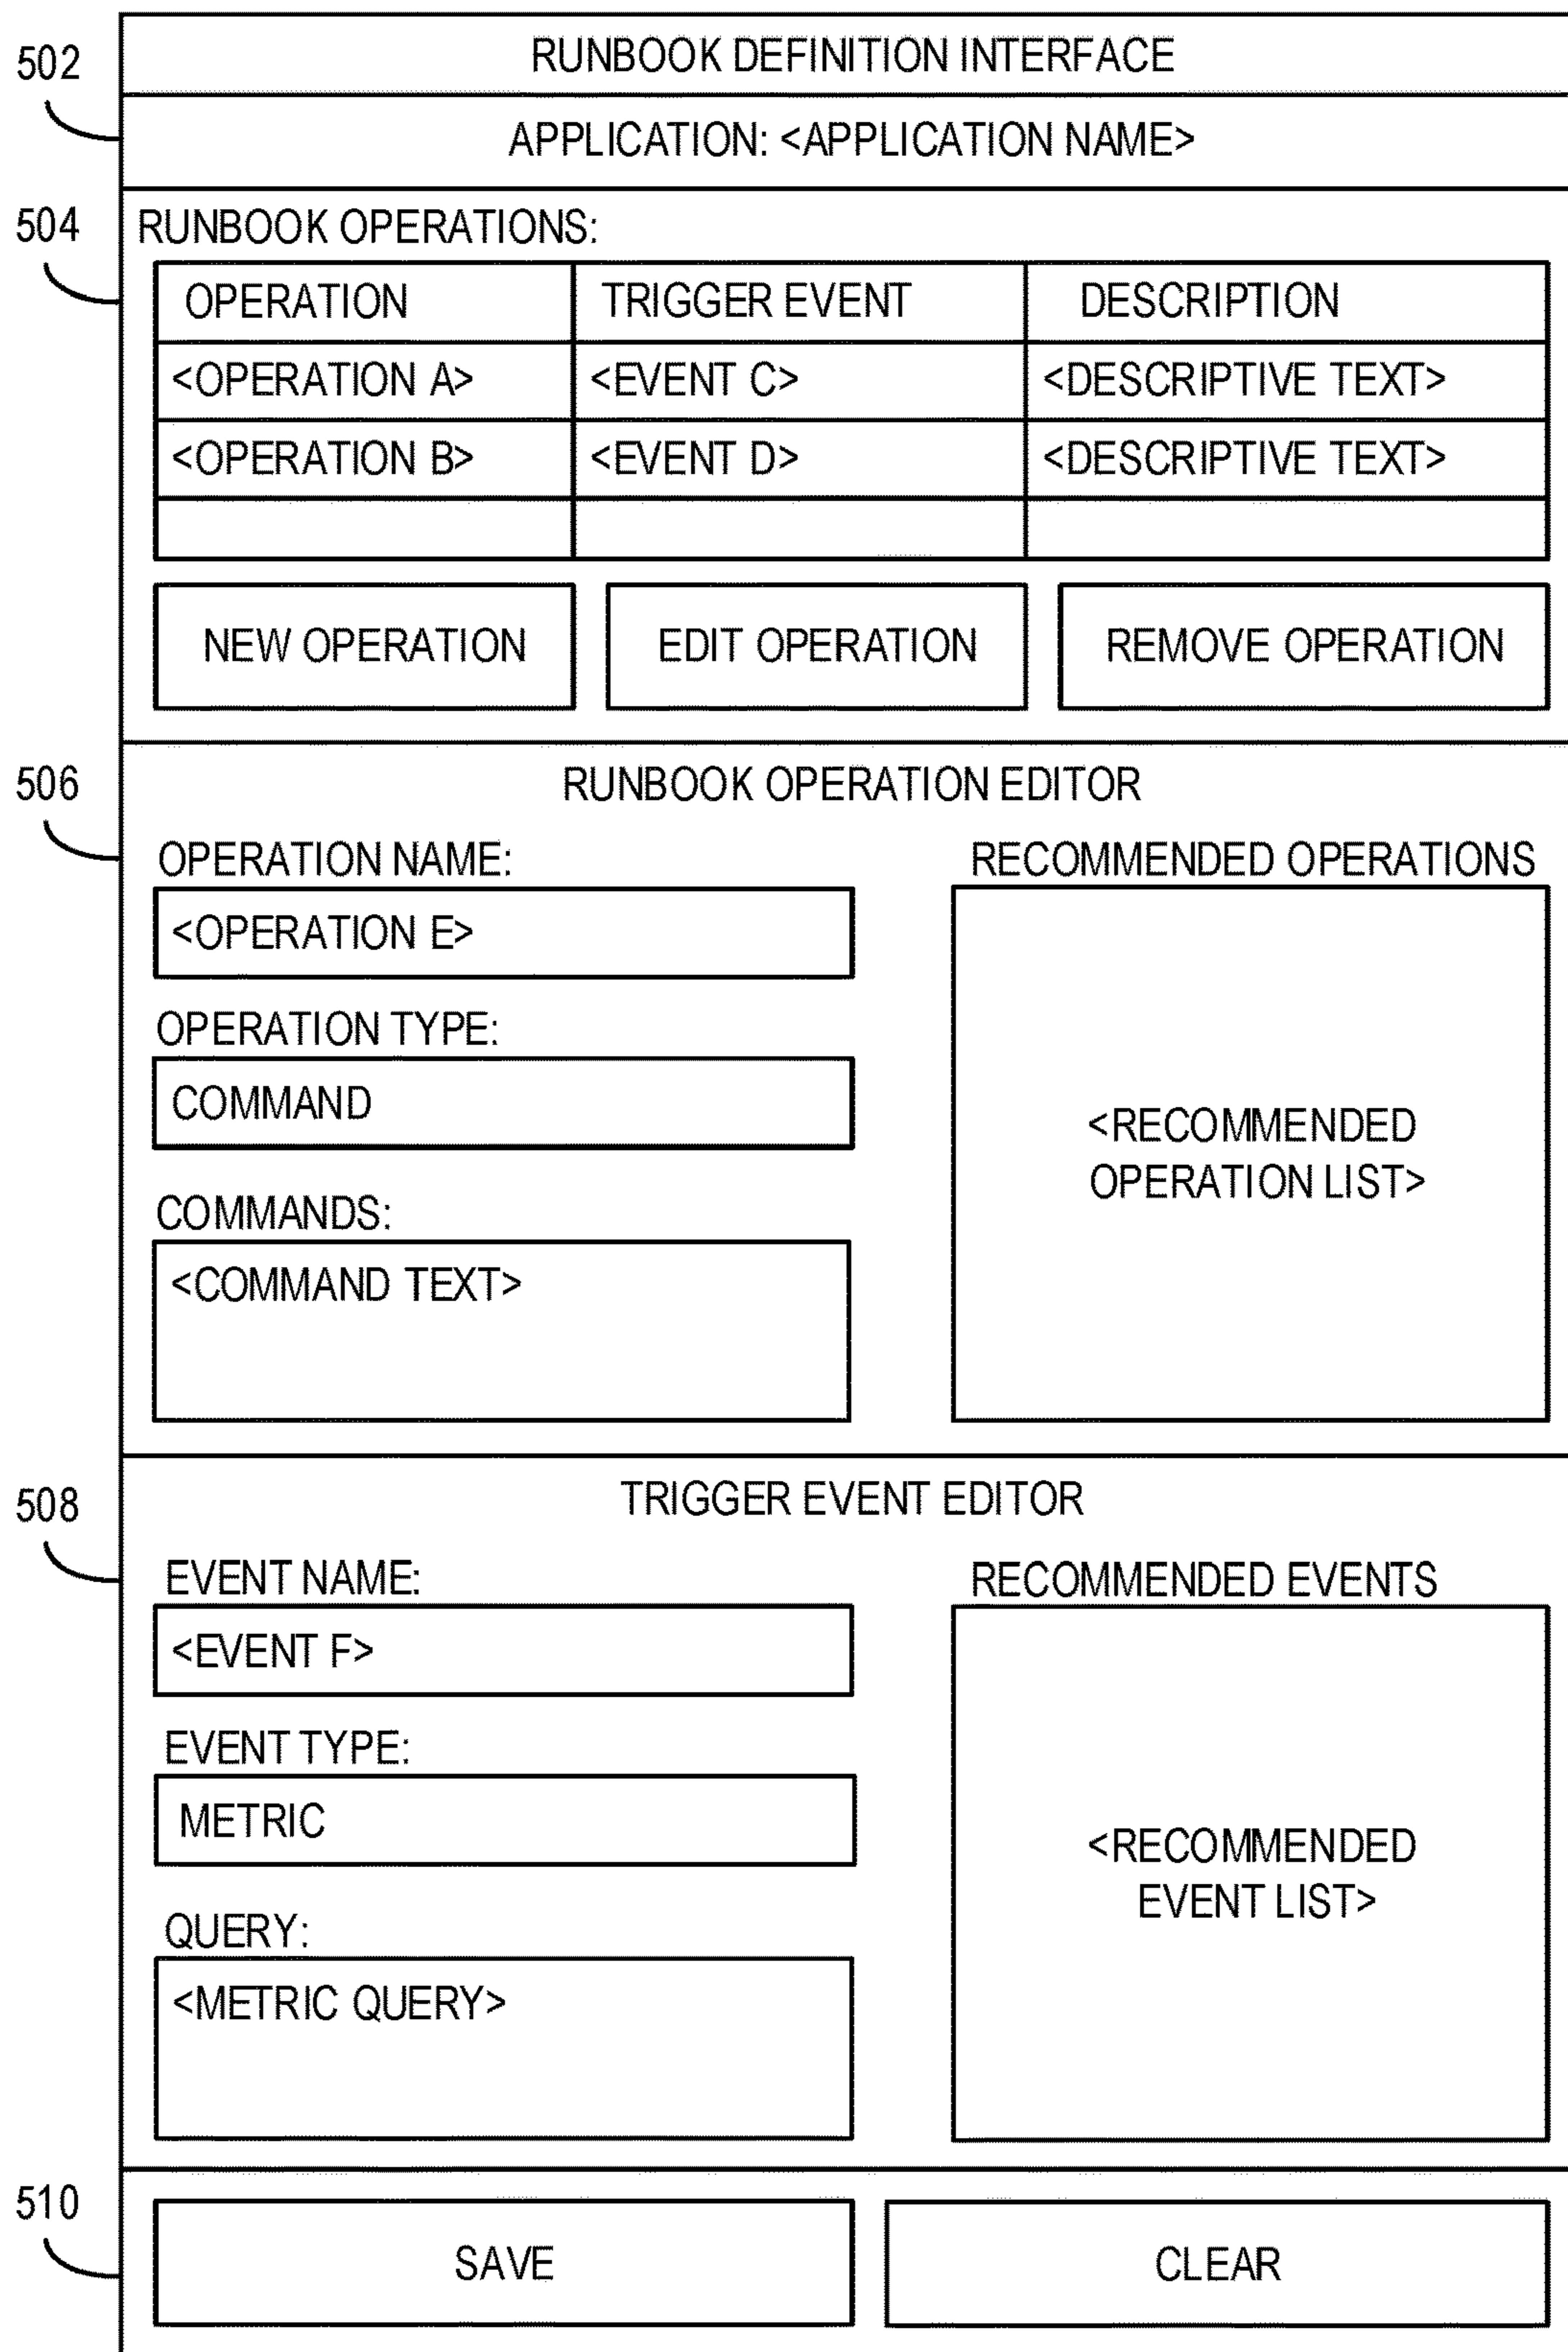 RUNBOOK DEFINITION INTERFACE
502
APPLICATION: <APPLICATION NAME>
504
RUNBOOK OPERATIONS:
OPERATION TRIGGER EVENT DESCRIPTION
<OPERATION A> <EVENT C> <DESCRIPTIVE TEXT>
<OPERATION B> <EVENT D> <DESCRIPTIVE TEXT>
NEW OPERATION EDIT OPERATION REMOVE OPERATION
506
RUNBOOK OPERATION EDITOR
OPERATION NAME:
<OPERATION E>
OPERATION TYPE:
COMMAND
COMMANDS:
<COMMAND TEXT>
RECOMMENDED OPERATIONS
<RECOMMENDED
OPERATION LIST>
508
TRIGGER EVENT EDITOR
EVENT NAME:
<EVENT F>
EVENT TYPE:
METRIC
QUERY:
<METRIC QUERY>
RECOMMENDED EVENTS
<RECOMMENDED
EVENT LIST>
510
SAVE CLEAR